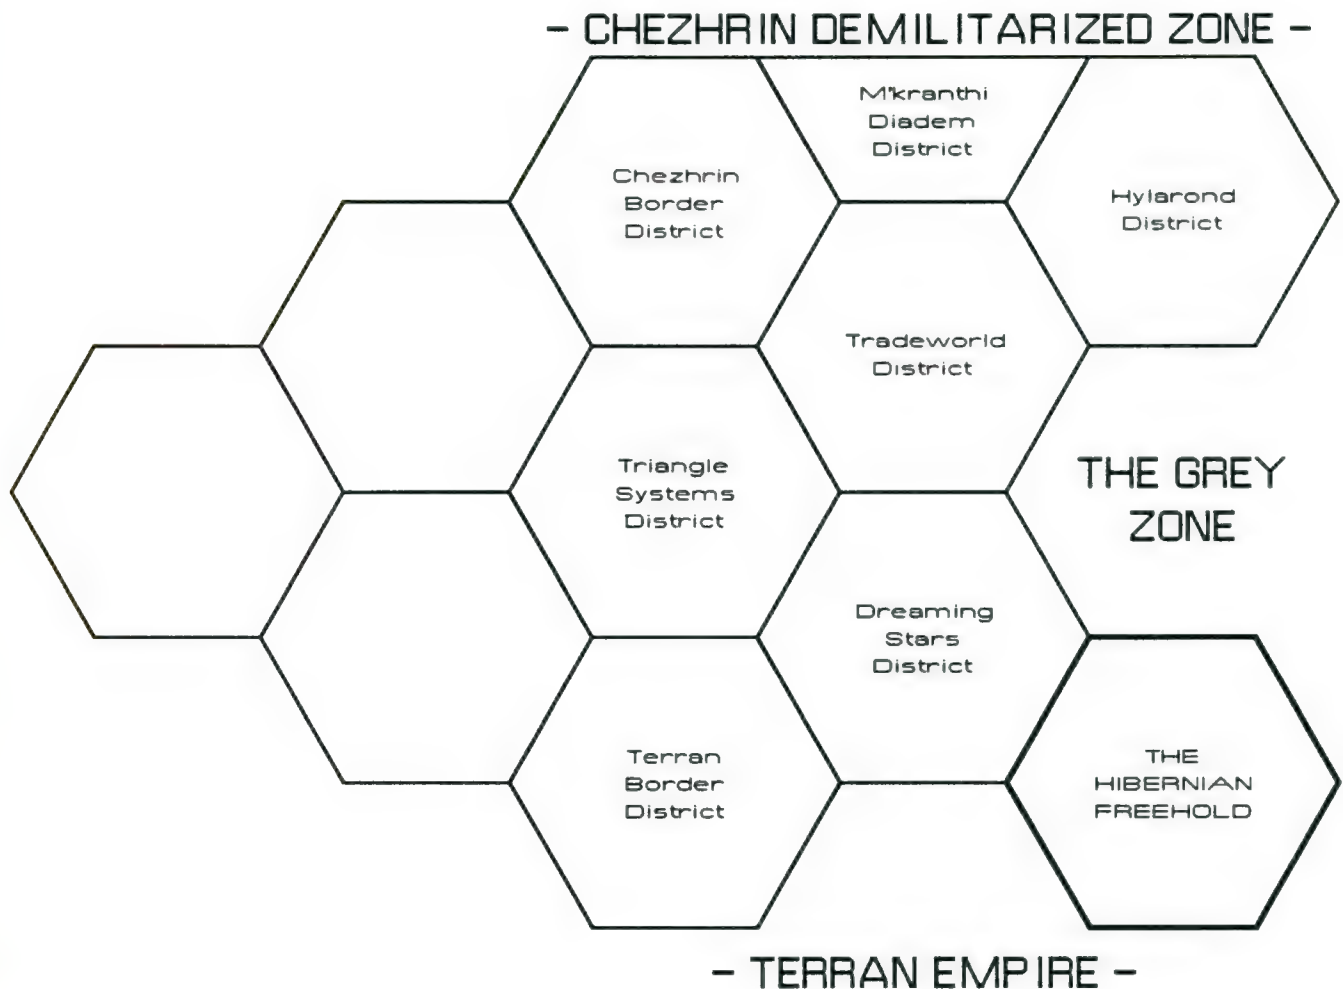 - CHEZHRIN DEMILITARIZED ZONE -
M'kranthi
Diadem
District
Chezhrin
Border
District
Hylarond
District
Tradeworld
District
Triangle
Systems
District
THE GREY
ZONE
Dreaming
Stars
District
Terran
Border
District
THE
HIBERNIAN
FREEHOLD
- TERRAN EMPIRE -